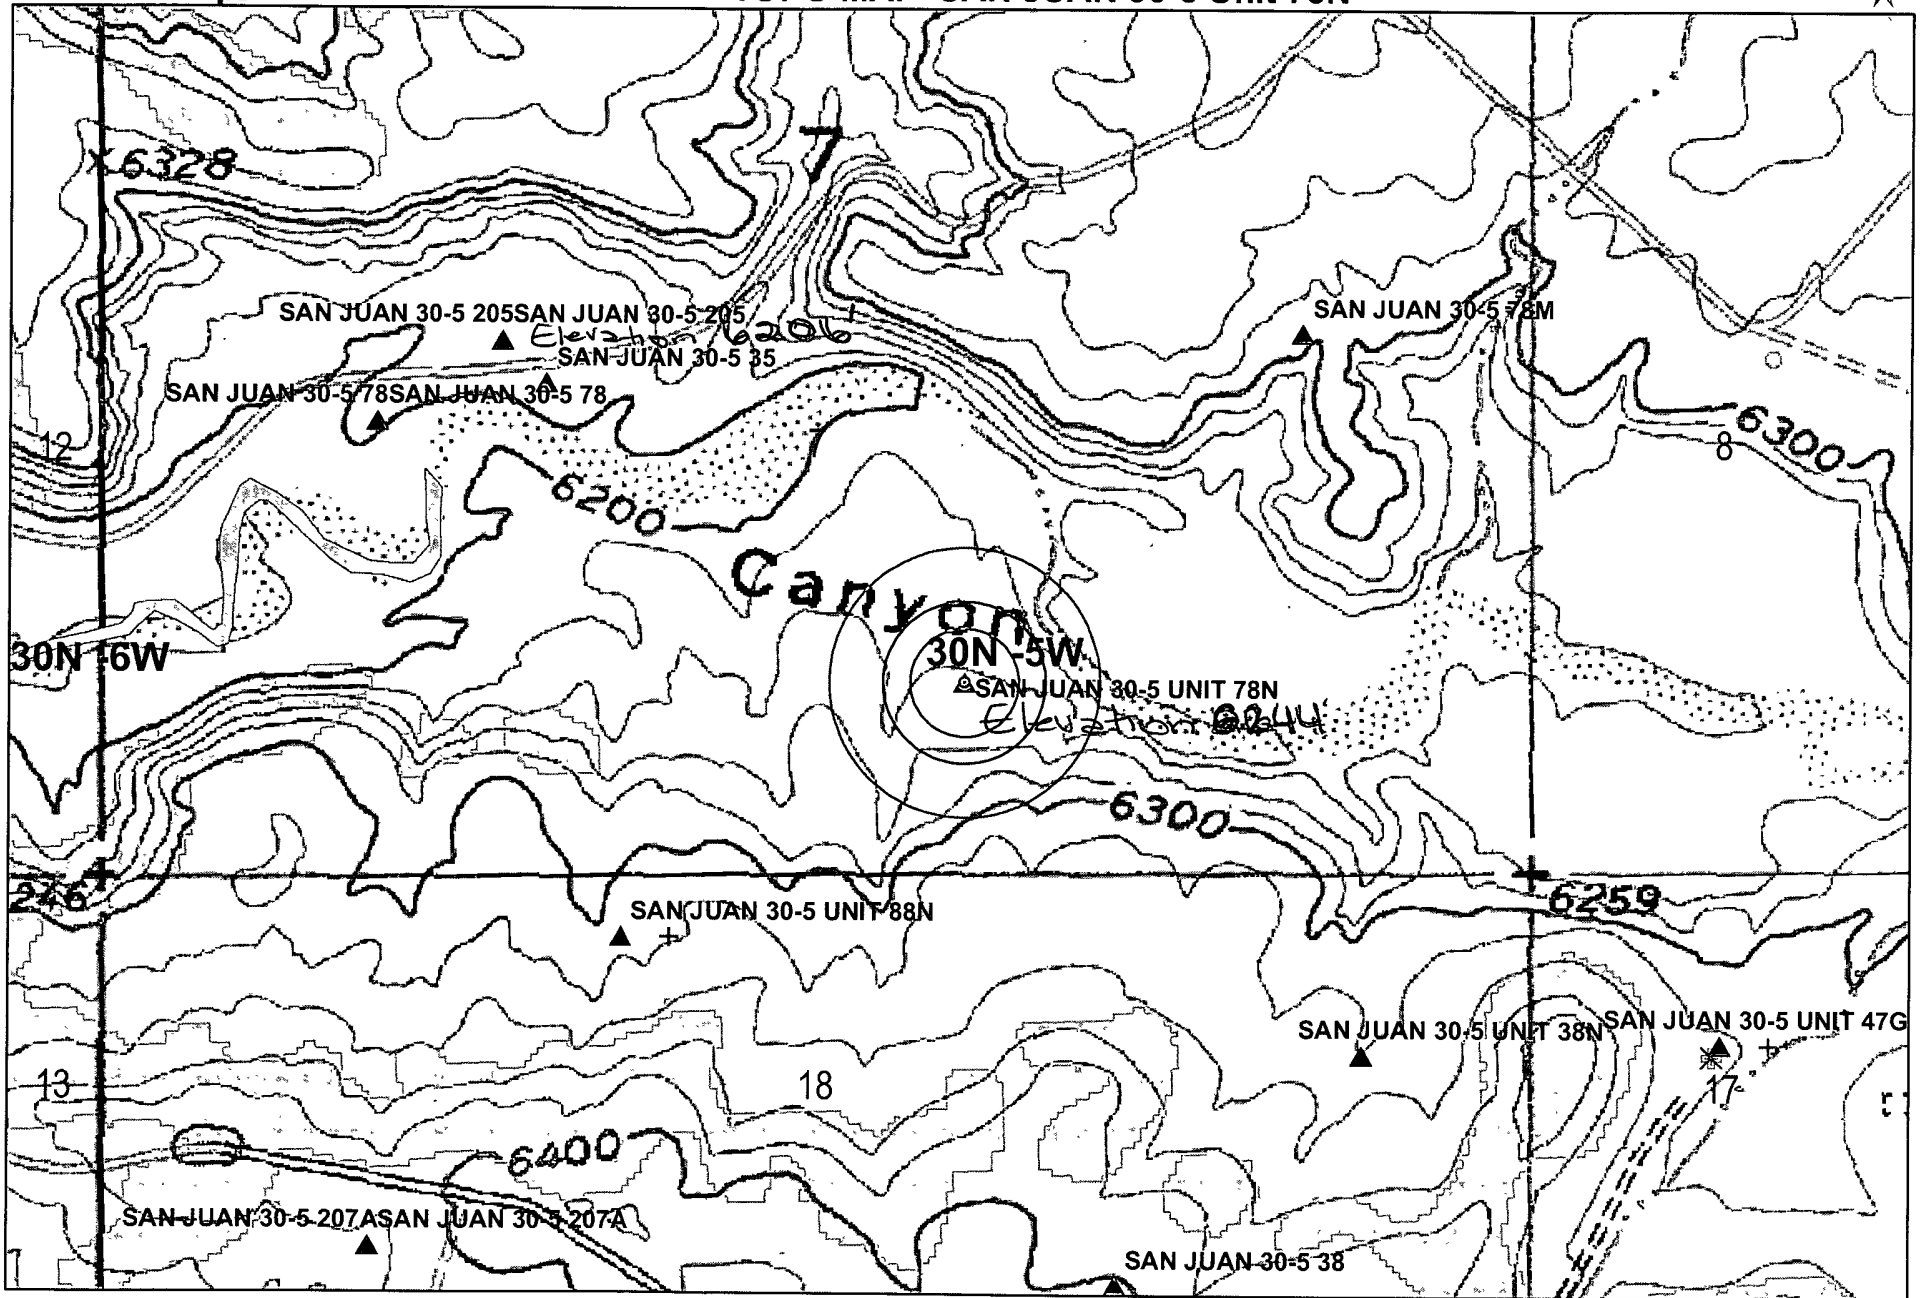 7
x 6328
SAN JUAN 30-5 205SAN JUAN 30-5 205
SAN JUAN 30-5 78M
Elevation 6206'
SAN JUAN 30-5 35
SAN JUAN 30-5 78SAN JUAN 30-5 78
12
6300
8
6200
Canyon
30N -6W
30N -5W
SAN JUAN 30-5 UNIT 78N
Elevation 6244
6300
246
6259
SAN JUAN 30-5 UNIT 88N
SAN JUAN 30-5 UNIT 38N
SAN JUAN 30-5 UNIT 47G
13
18
17
6400
SAN JUAN 30-5 207ASAN JUAN 30-5 207A
SAN JUAN 30-5 38